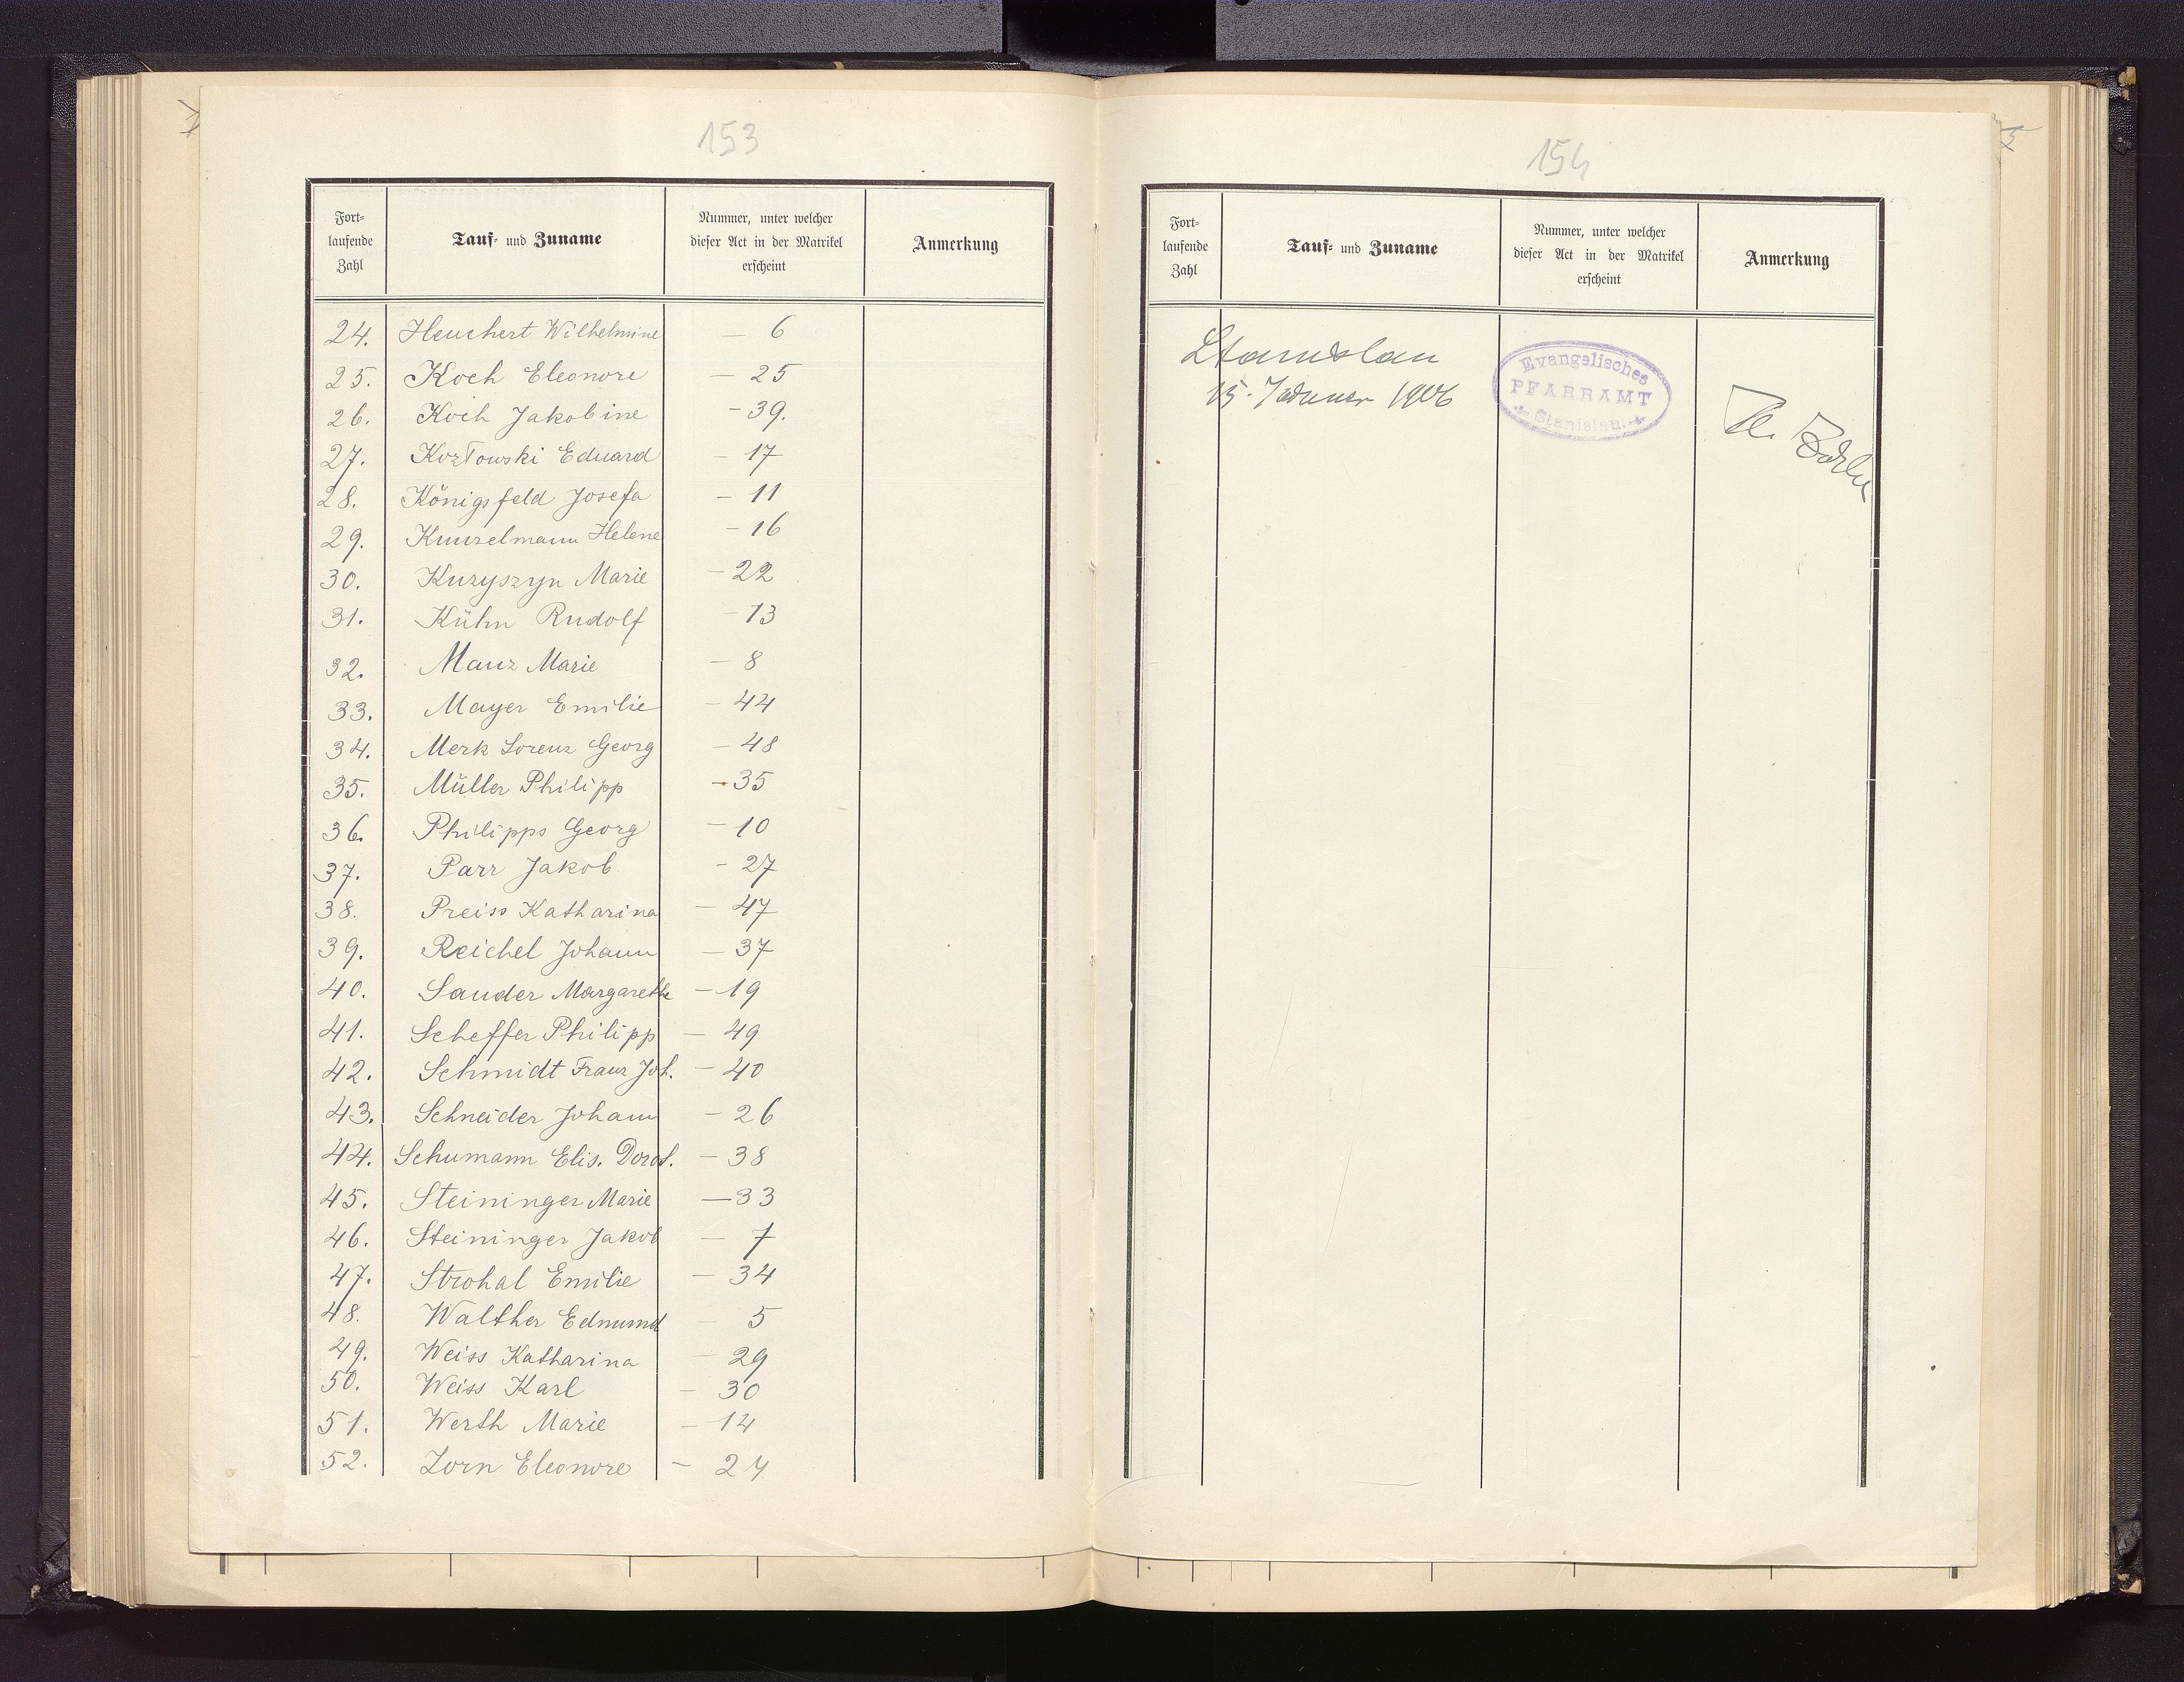 153
Fort-
laufende
Zahl
Tauf- und Zuname
Nummer, unter welcher
dieser Act in der Matrikel
erscheint
Anmerkung
24. Heuchert Wilhelmine — 6
25. Koch Eleonore — 25
26. Koch Jakobine — 39.
27. Kozłowski Eduard — 17
28. Königsfeld Josefa — 11
29. Kunzelmann Helene — 16
30. Kuzyszyn Marie — 22
31. Kühn Rudolf — 13
32. Manz Marie — 8
33. Mayer Emilie — 44
34. Merk Lorenz Georg — 48
35. Müller Philipp — 35
36. Philipps Georg — 10
37. Parr Jakob — 27
38. Preiss Katharina — 47
39. Reichel Johann — 37
40. Sander Margarethe — 19
41. Scheffer Philipp — 49
42. Schmidt Franz Joh. — 40
43. Schneider Johann — 26
44. Schumann Elis. Dorot. — 38
45. Steininger Marie — 33
46. Steininger Jakob — 7
47. Strohal Emilie — 34
48. Walther Edmund — 5
49. Weiss Katharina — 29
50. Weiss Karl — 30
51. Werth Marie — 14
52. Zorn Eleonore — 24
154
Fort-
laufende
Zahl
Tauf- und Zuname
Nummer, unter welcher
dieser Act in der Matrikel
erscheint
Anmerkung
Stanislau
15. Januar 1906
Evangelisches
PFARRAMT
Stanislau.